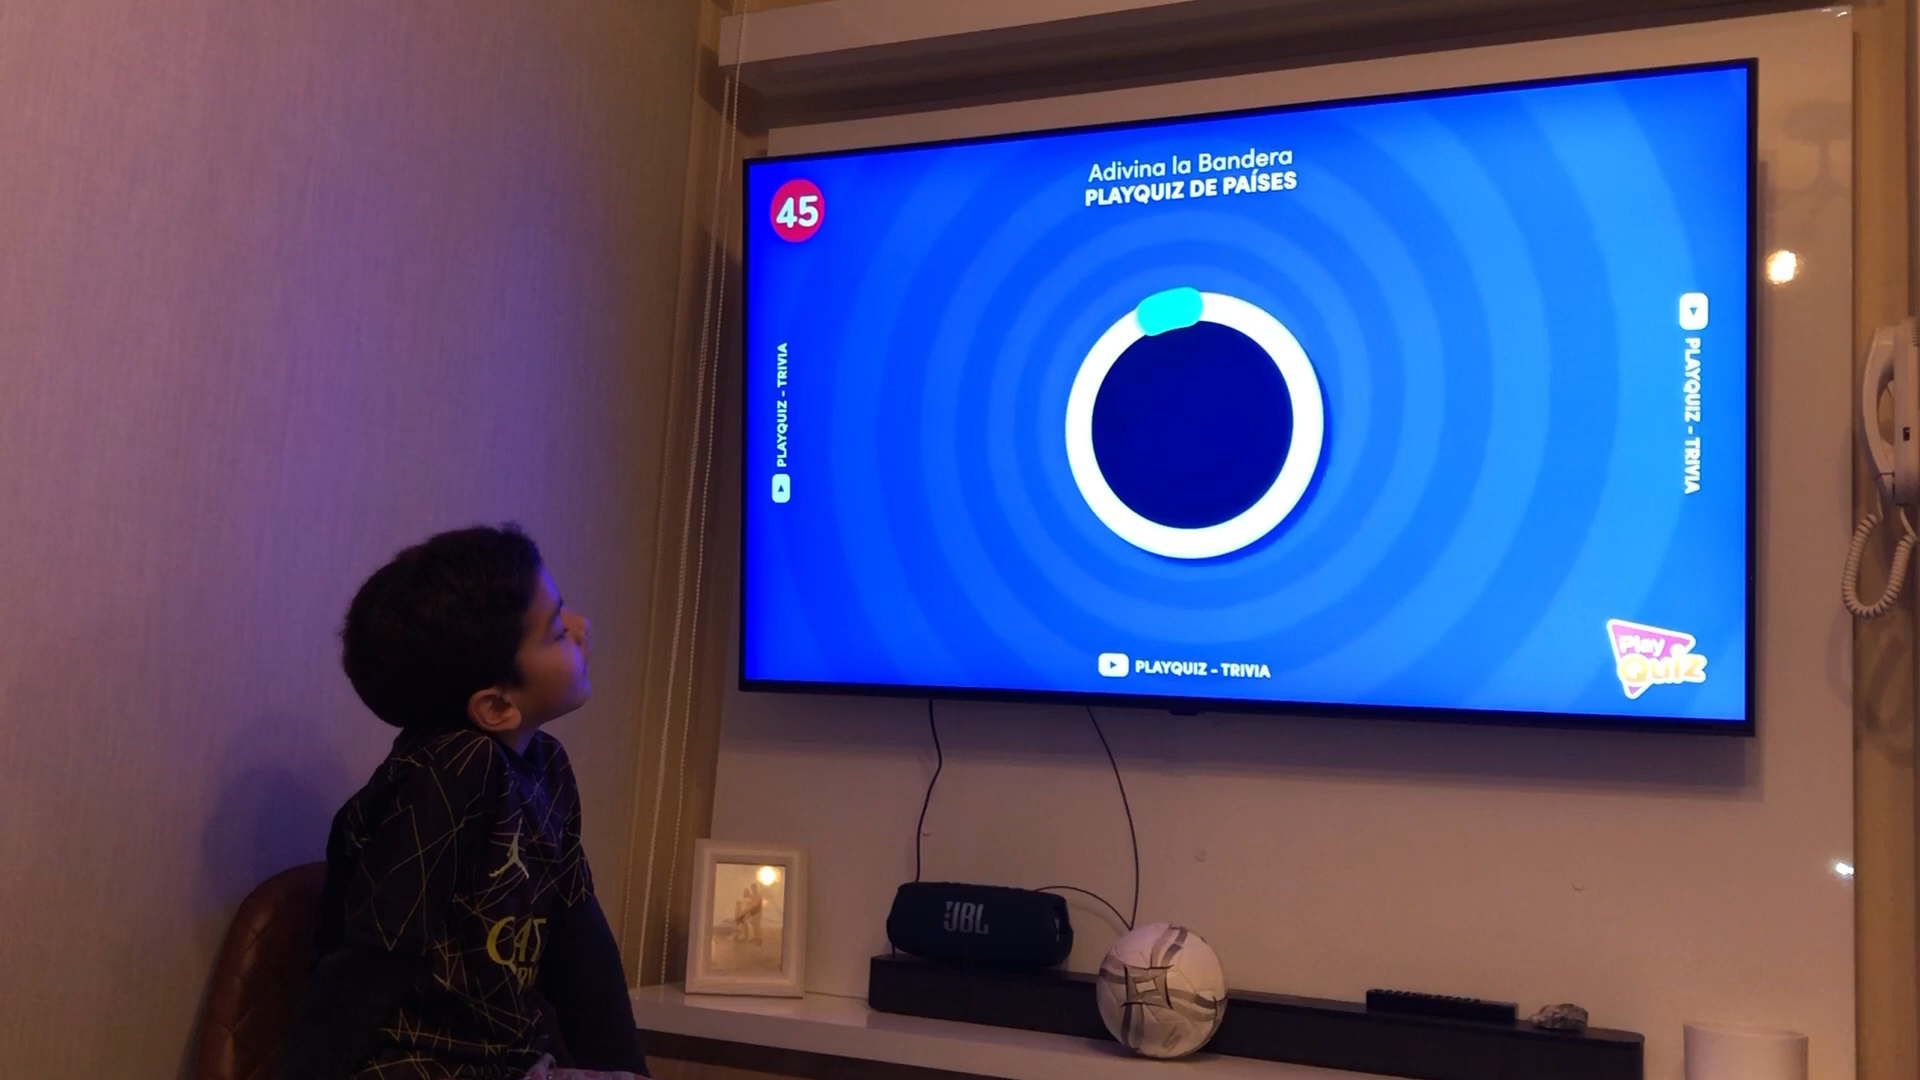 Adivina la Bandera
PLAYQUIZ DE PAÍSES
45
PLAYQUIZ - TRIVIA
PLAYQUIZ - TRIVIA
PLAYQUIZ - TRIVIA
Play
Quiz
JBL